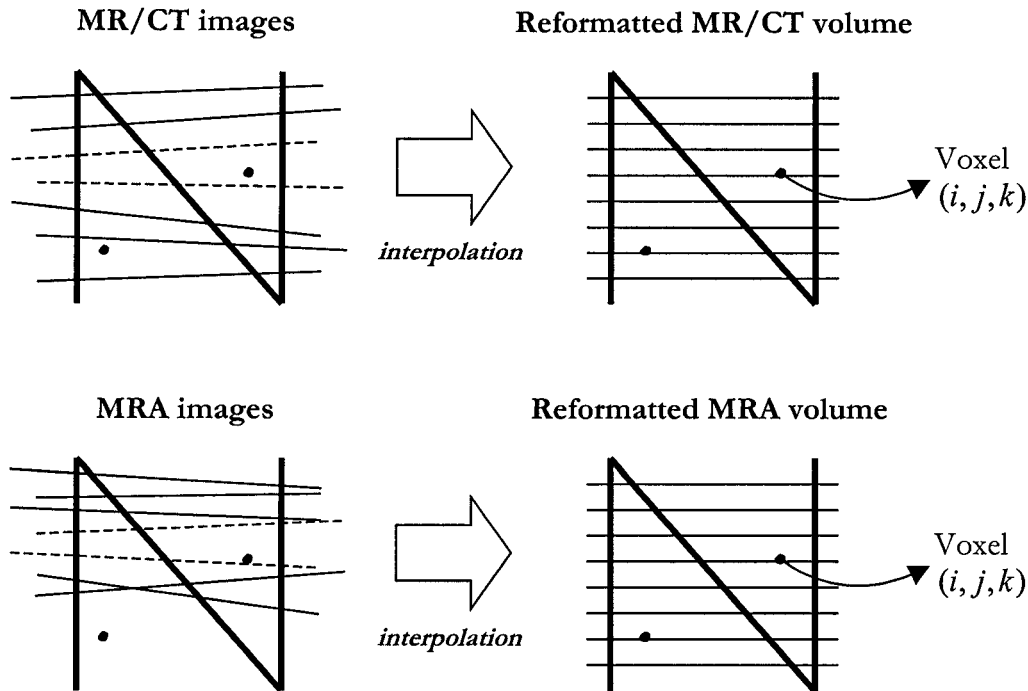 MR/CT images
Reformatted MR/CT volume
interpolation
Voxel
(i, j, k)
MRA images
Reformatted MRA volume
interpolation
Voxel
(i, j, k)